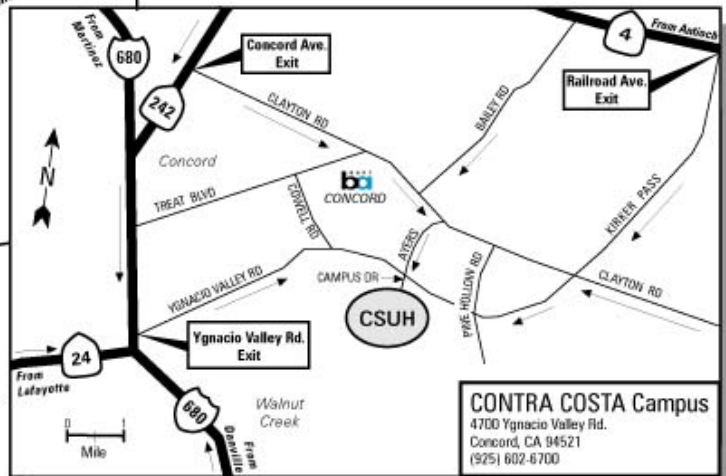 From
Martinez
680
Concord Ave.
Exit
242
4
From Antioch
Railroad Ave.
Exit
CLAYTON RD
BAILEY RD
N
Concord
TREAT BLVD
COWELL RD
ba
CONCORD
KIRKER PASS
AYERS
YGNACIO VALLEY RD
CAMPUS DR
PINE HOLLOW RD
CLAYTON RD
CSUH
Ygnacio Valley Rd.
Exit
24
From
Lafayette
680
From
Danville
Walnut
Creek
0 1
Mile
CONTRA COSTA Campus
4700 Ygnacio Valley Rd.
Concord, CA 94521
(925) 602-6700